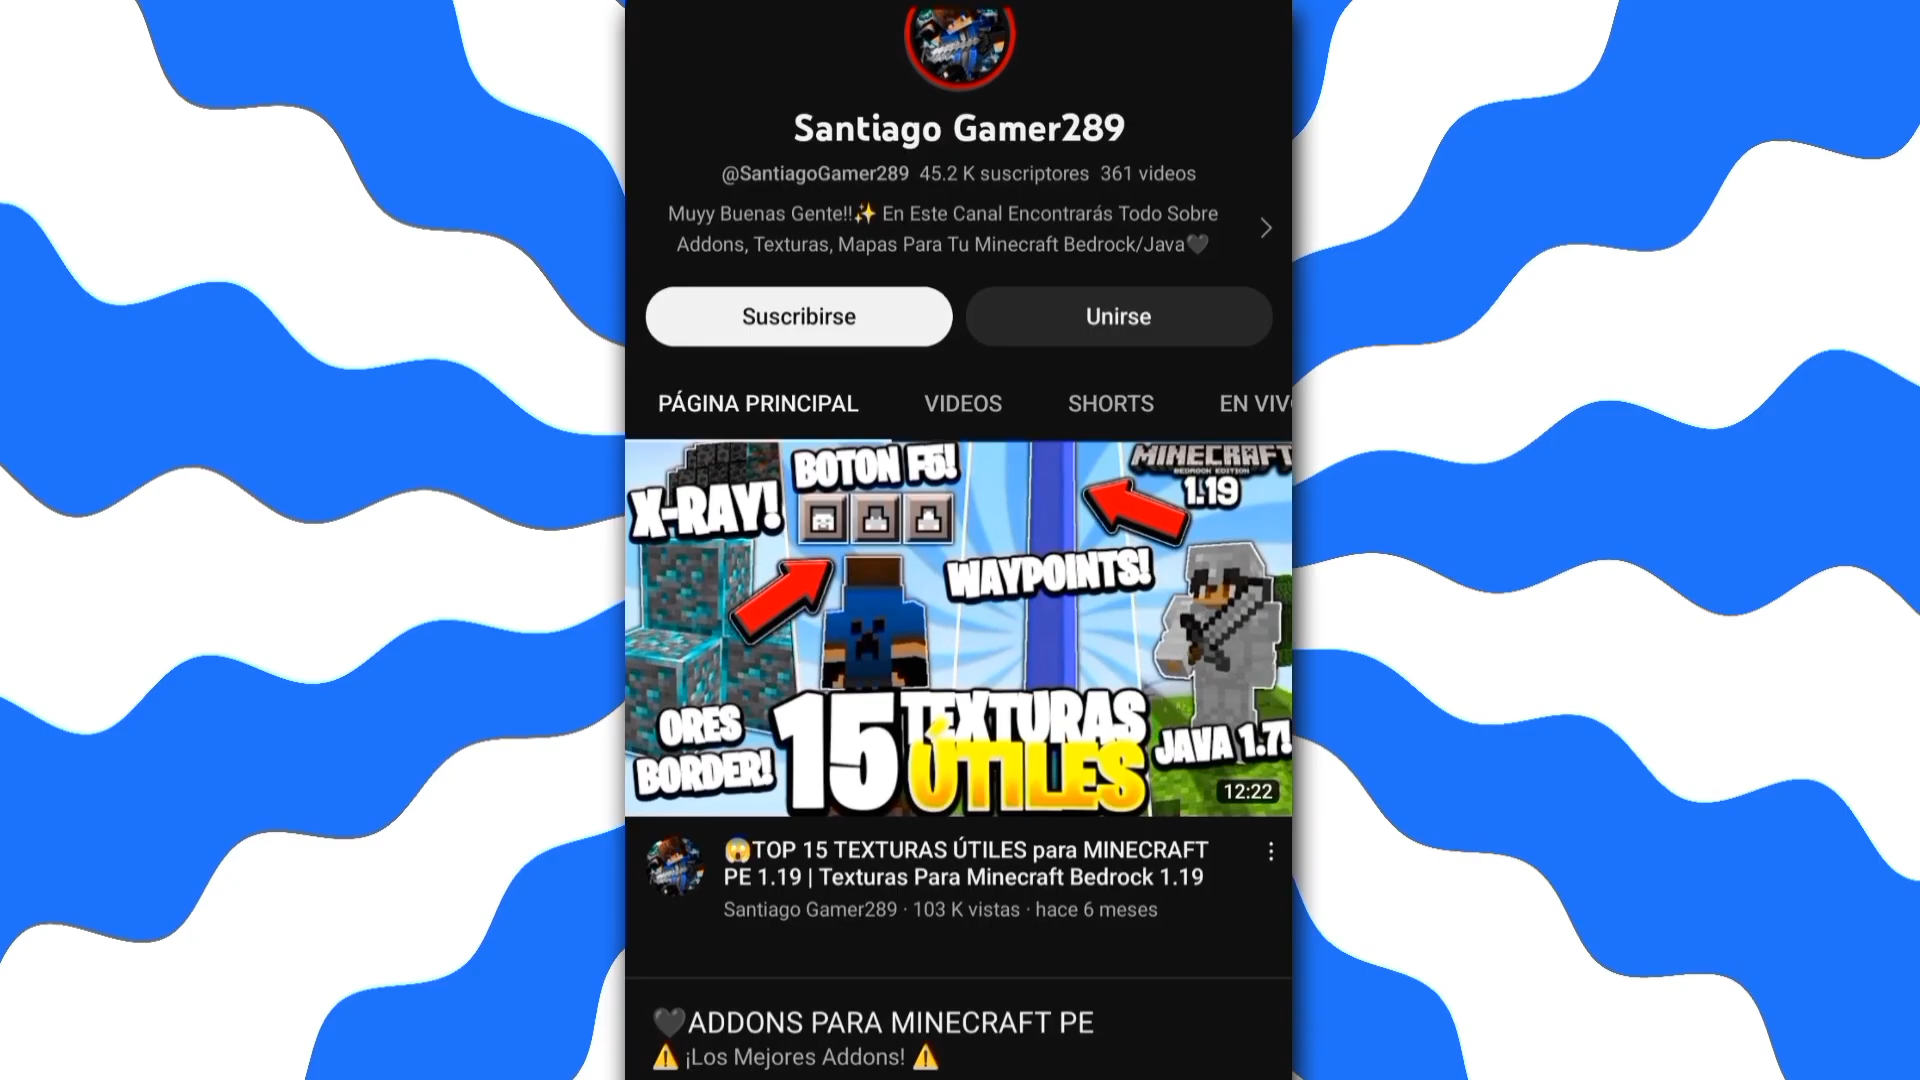 Santiago Gamer289
@SantiagoGamer289 45.2 K suscriptores 361 videos
Muyy Buenas Gente!!✨ En Este Canal Encontrarás Todo Sobre
Addons, Texturas, Mapas Para Tu Minecraft Bedrock/Java🖤
Suscribirse
Unirse
PÁGINA PRINCIPAL
VIDEOS
SHORTS
EN VIVO
X-RAY!
BOTON F5!
MINECRAFT
BEDROCK EDITION
1.19
WAYPOINTS!
ORES
BORDER!
15 TEXTURAS
ÚTILES
JAVA 1.7!
12:22
😱TOP 15 TEXTURAS ÚTILES para MINECRAFT
PE 1.19 | Texturas Para Minecraft Bedrock 1.19
Santiago Gamer289 · 103 K vistas · hace 6 meses
🖤ADDONS PARA MINECRAFT PE
⚠️ ¡Los Mejores Addons! ⚠️